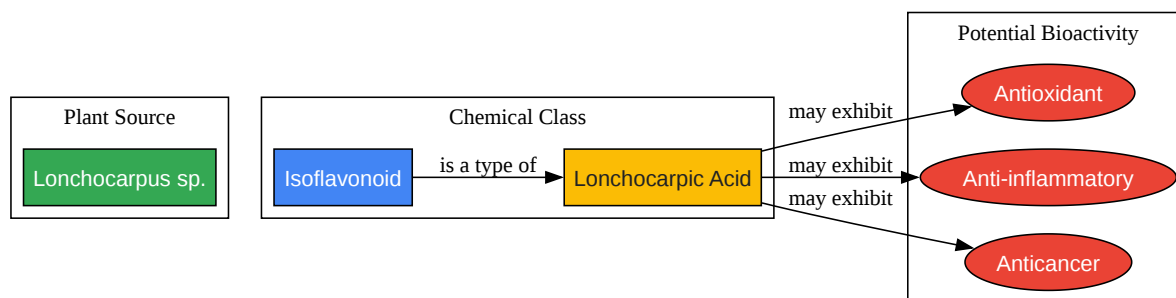 Plant Source
Lonchocarpus sp.
Chemical Class
Isoflavonoid
is a type of
Lonchocarpic Acid
may exhibit
may exhibit
may exhibit
Potential Bioactivity
Antioxidant
Anti-inflammatory
Anticancer